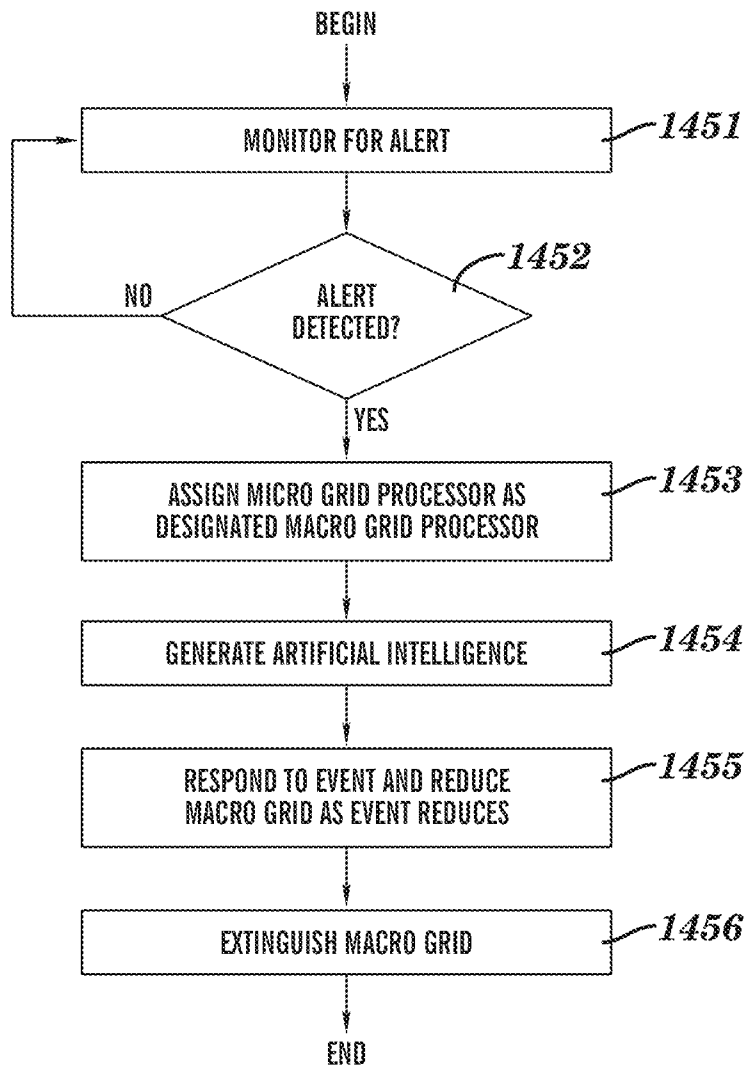 BEGIN
MONITOR FOR ALERT
1451
ALERT
DETECTED?
1452
NO
YES
ASSIGN MICRO GRID PROCESSOR AS
DESIGNATED MACRO GRID PROCESSOR
1453
GENERATE ARTIFICIAL INTELLIGENCE
1454
RESPOND TO EVENT AND REDUCE
MACRO GRID AS EVENT REDUCES
1455
EXTINGUISH MACRO GRID
1456
END